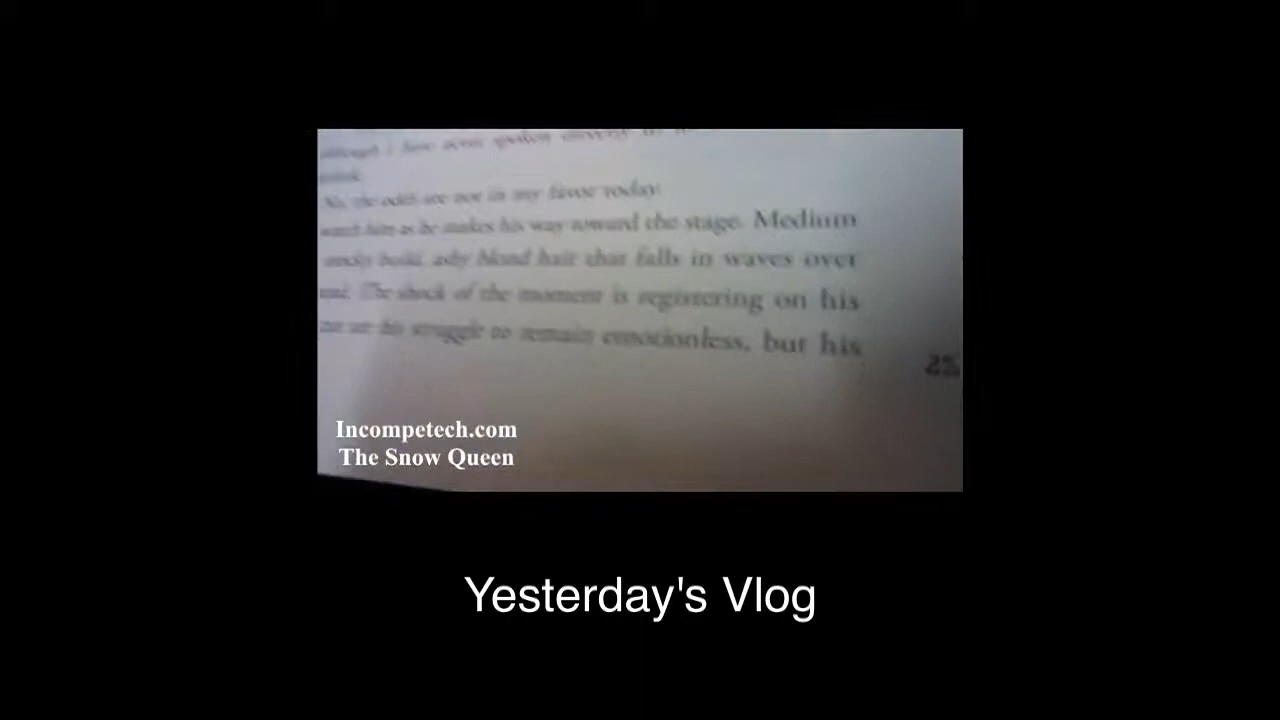 although I have never spoken directly to
No, the odds are not in my favor today.
watch him as he makes his way toward the stage. Medium
stocky build, ashy blond hair that falls in waves over
The shock of the moment is registering on his
his struggle to remain emotionless, but his
25
Incompetech.com
The Snow Queen
Yesterday's Vlog